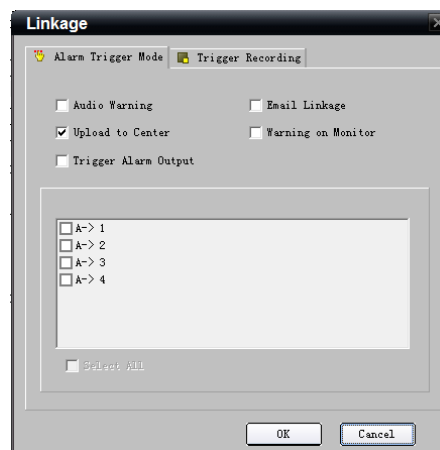 Linkage
Alarm Trigger Mode Trigger Recording
Audio Warning Email Linkage
Upload to Center Warning on Monitor
Trigger Alarm Output
A-> 1
A-> 2
A-> 3
A-> 4
Select All
OK Cancel